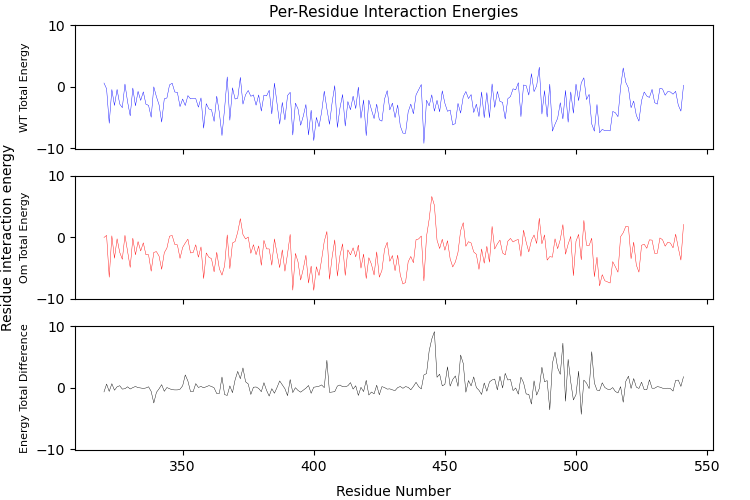 Per-Residue Interaction Energies
Residue interaction energy
WT Total Energy
10
0
−10
Om Total Energy
10
0
−10
Energy Total Difference
10
0
−10
350
400
450
500
550
Residue Number